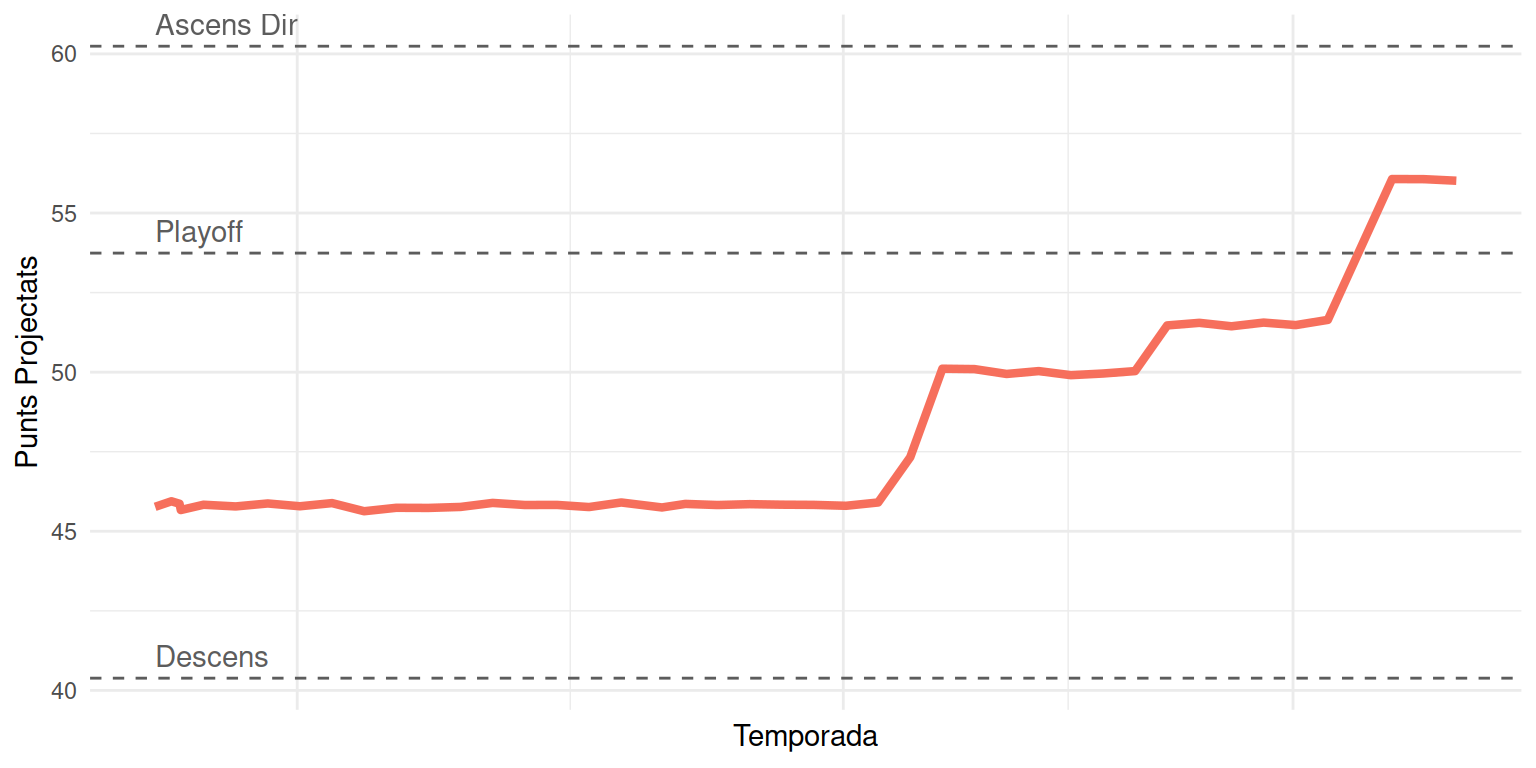 Ascens Dir
60
55
Playoff
50
45
Descens
40
Punts Projectats
Temporada